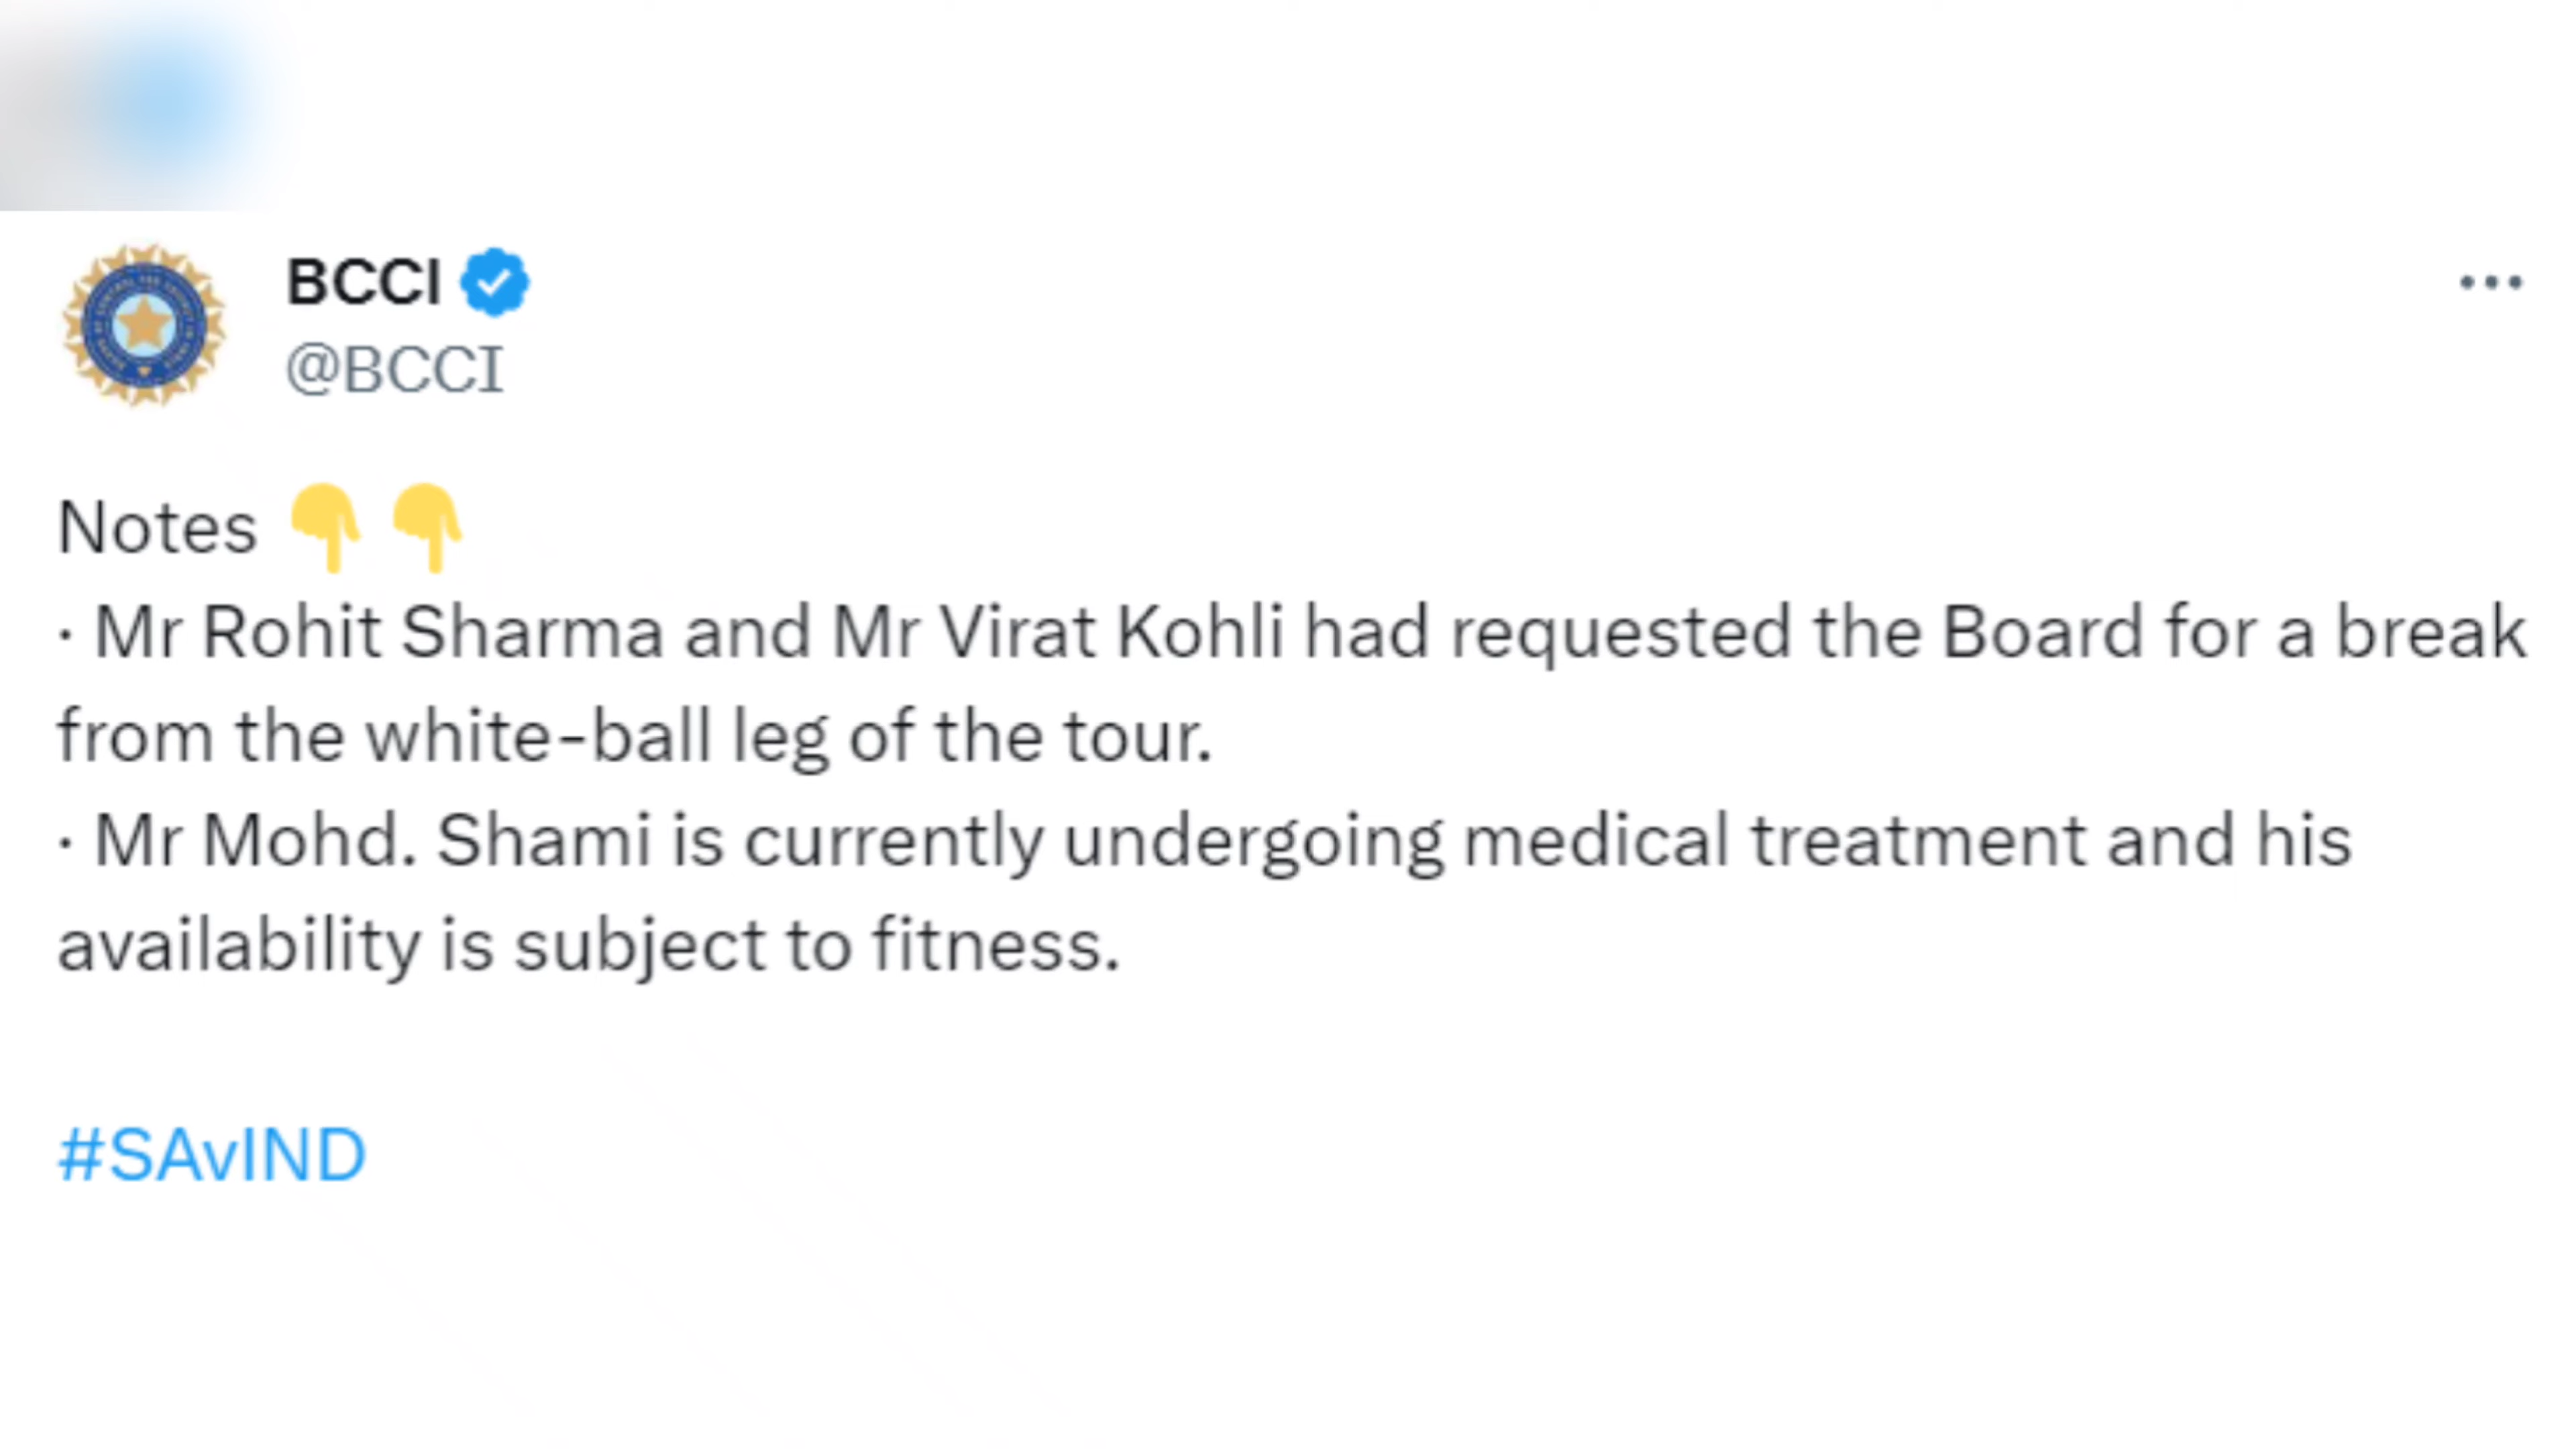 BCCI
@BCCI
Notes 👇👇
· Mr Rohit Sharma and Mr Virat Kohli had requested the Board for a break
from the white-ball leg of the tour.
· Mr Mohd. Shami is currently undergoing medical treatment and his
availability is subject to fitness.
#SAvIND